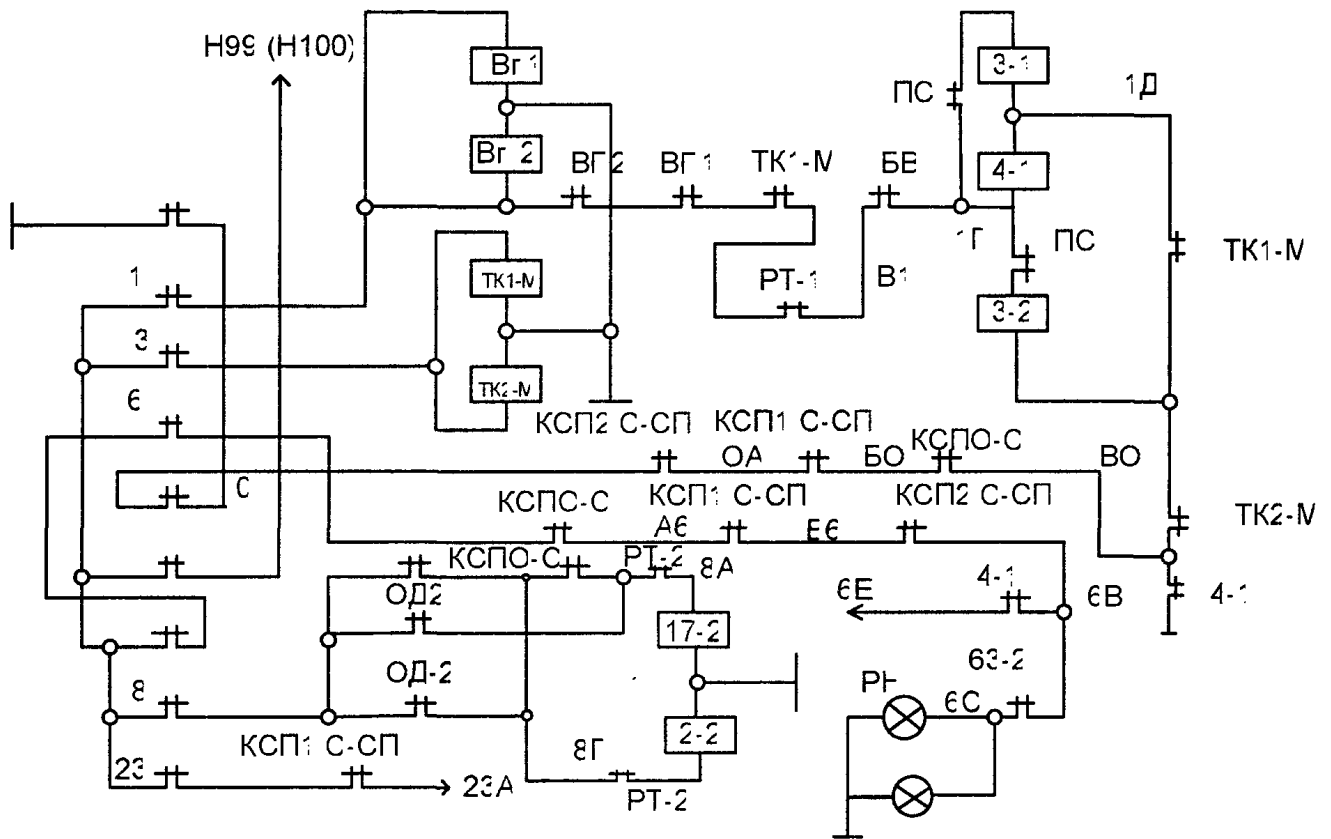 Н99 (Н100)
Вг 1
3-1
1Д
ПС
Вг 2
ВГ 2
ВГ 1
ТК1-М
БВ
4-1
1Г
ПС
ТК1-М
ТК1-М
1
РТ-1
В1
3-2
3
ТК2-М
6
КСП2 С-СП
КСП1 С-СП
КСПО-С
ОА
БО
ВО
0
КСПС-С
КСП1 С-СП
КСП2 С-СП
ТК2-М
А6
Е6
КСПО-С
РТ-2
8А
6Е
4-1
6В
4-1
ОД2
17-2
ОД-2
63-2
8
РН
6С
КСП1 С-СП
8Г
2-2
23
23А
РТ-2